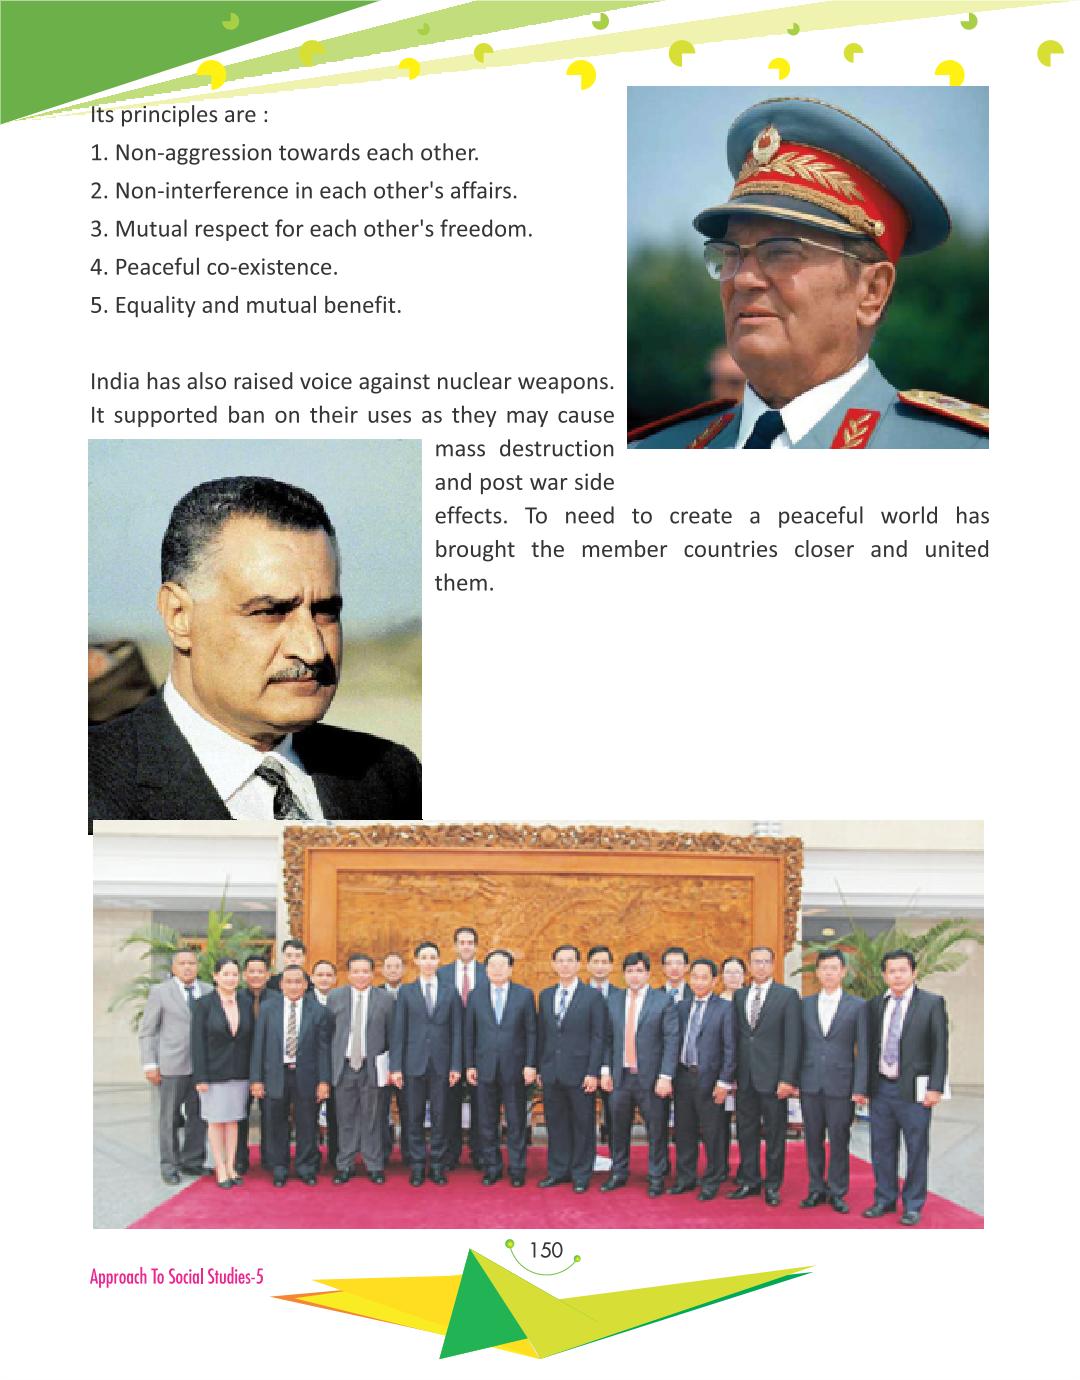 Its principles are :
1. Non-aggression towards each other.
2. Non-interference in each other's affairs.
3. Mutual respect for each other's freedom.
4. Peaceful co-existence.
5. Equality and mutual benefit.
India has also raised voice against nuclear weapons.
It supported ban on their uses as they may cause
mass destruction
and post war side
effects. To need to create a peaceful world has
brought the member countries closer and united
them.
150
Approach To Social Studies-5